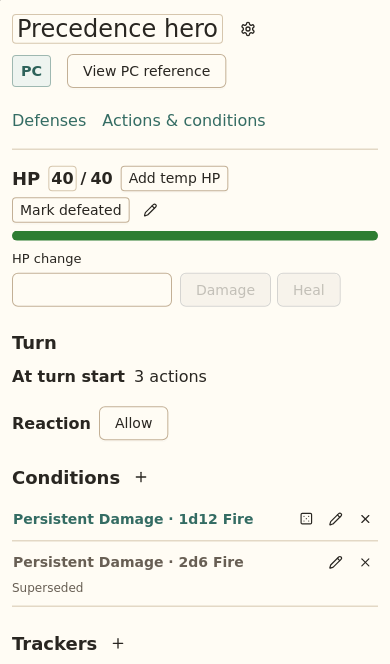 Precedence hero
PC View PC reference
Defenses Actions & conditions
HP 40 / 40 Add temp HP
Mark defeated
HP change
Damage Heal
Turn
At turn start 3 actions
Reaction Allow
Conditions +
Persistent Damage · 1d12 Fire
Persistent Damage · 2d6 Fire
Superseded
Trackers +